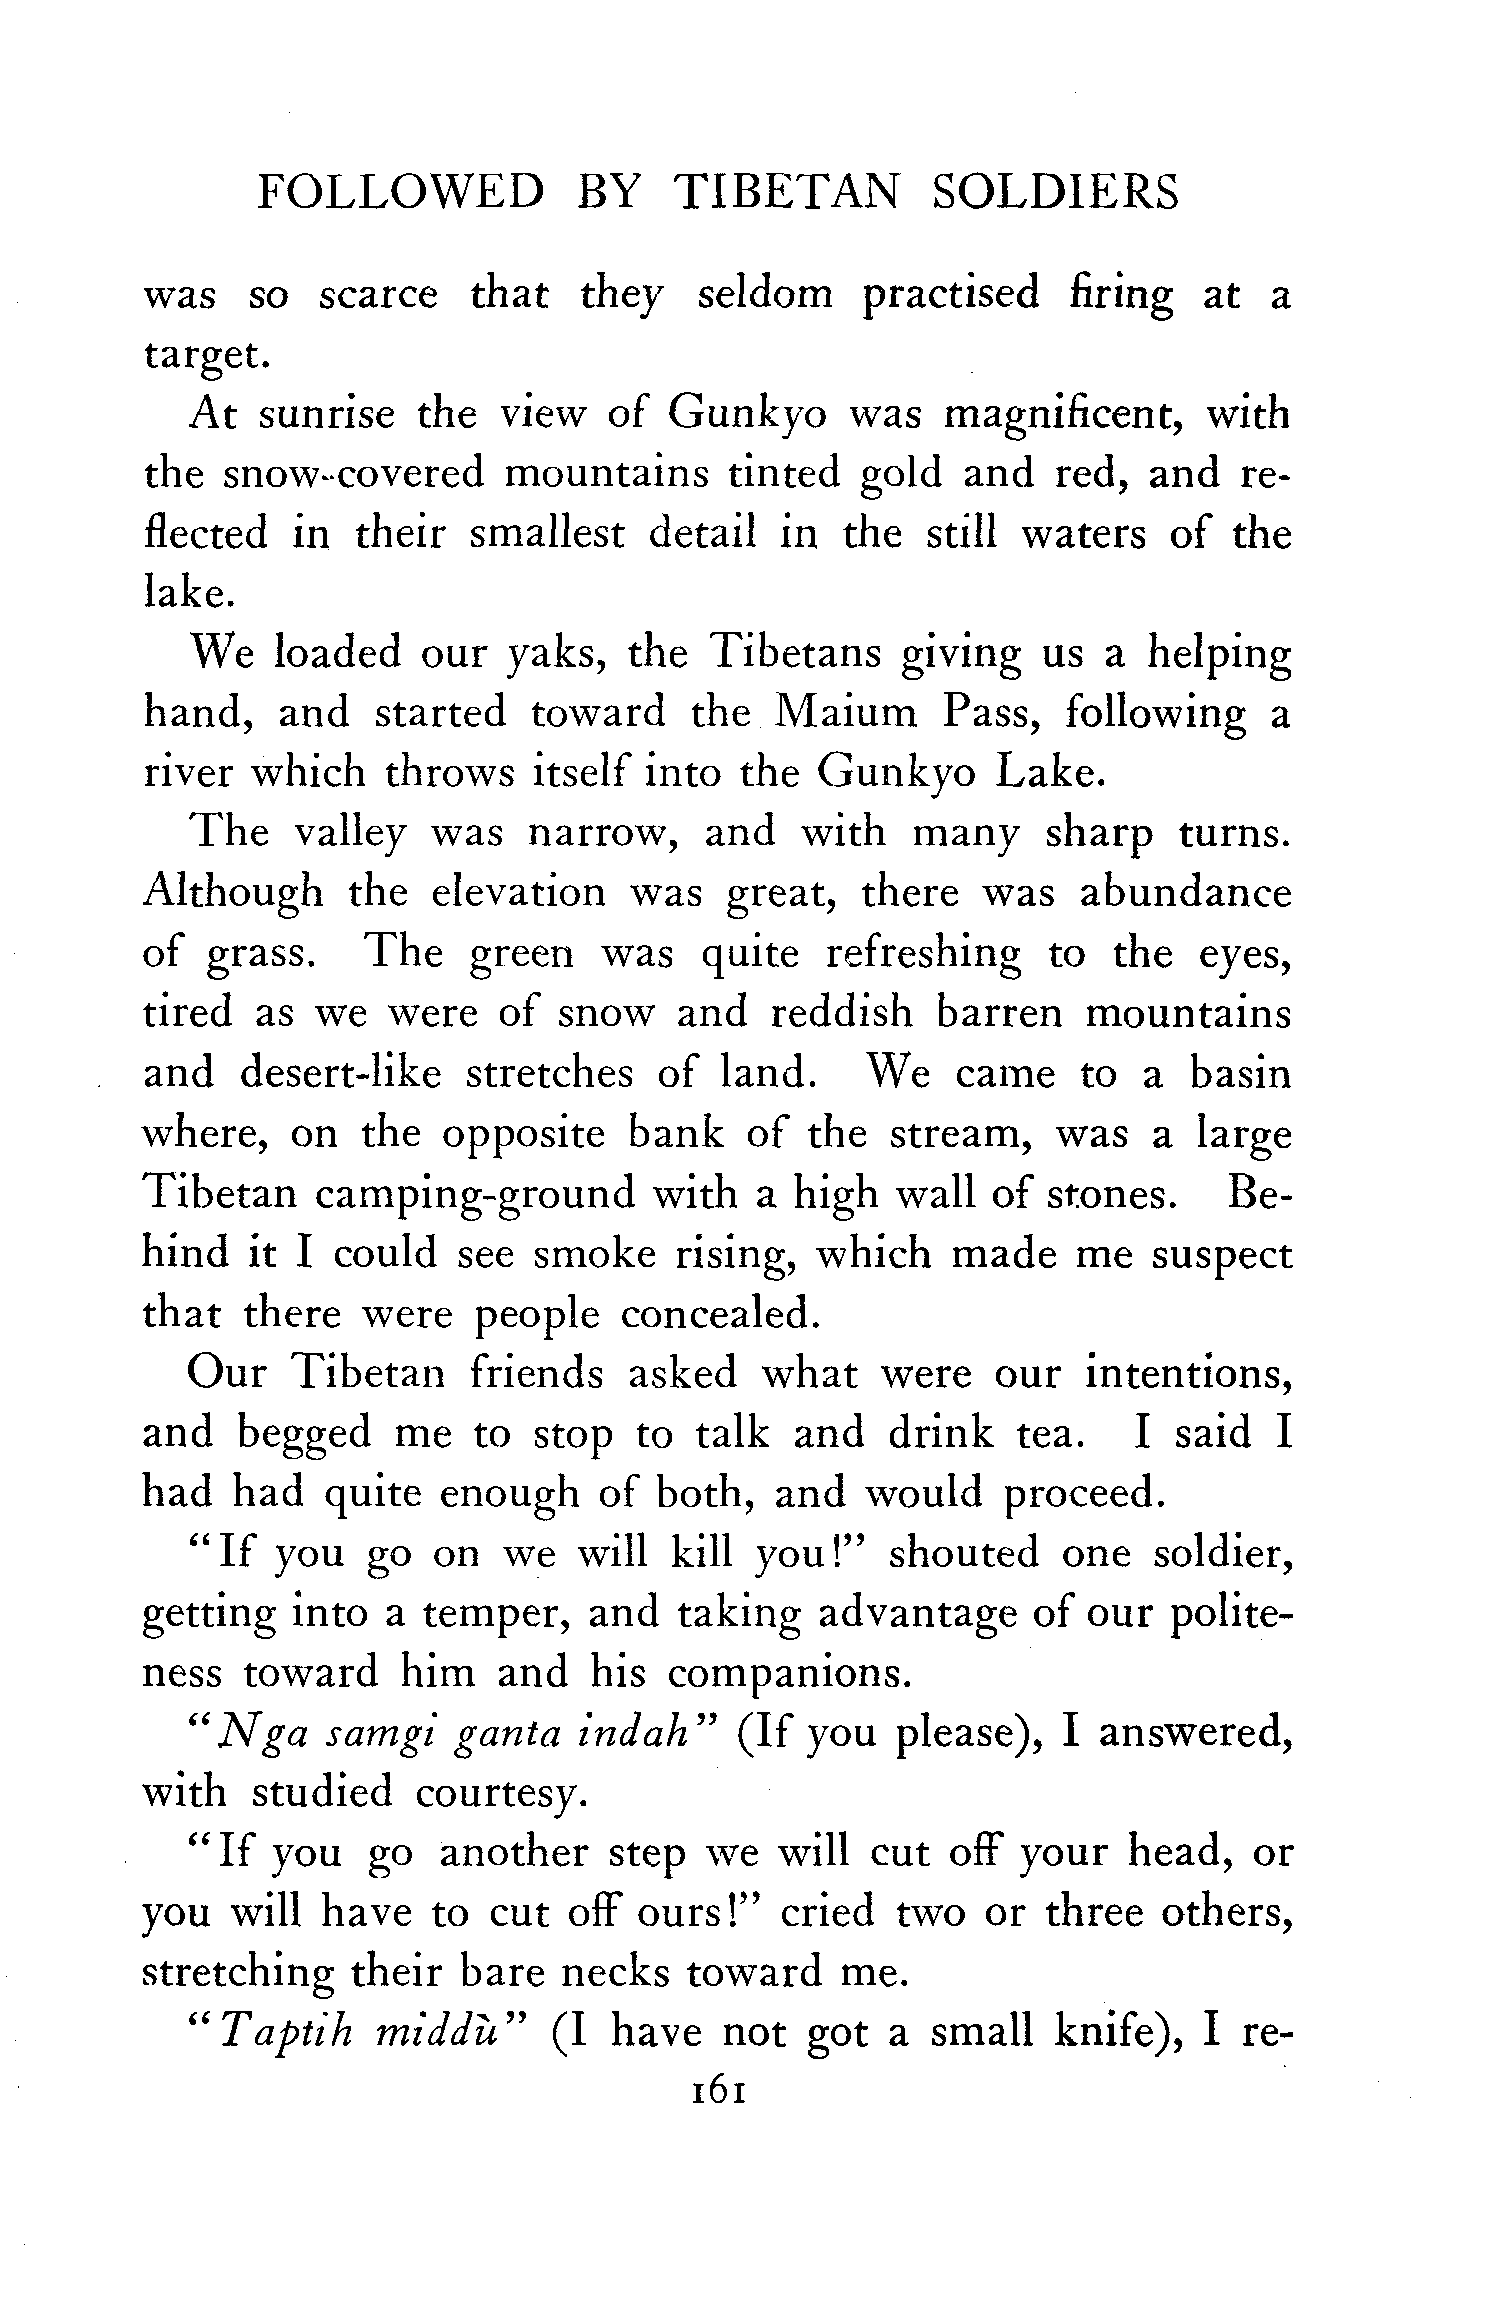 FOLLOWED BY TIBETAN SOLDIERS
was so scarce that they seldom practised firing at a
target.
At sunrise the view of Gunkyo was magnificent, with
the snow-covered mountains tinted gold and red, and re-
flected in their smallest detail in the still waters of the
lake.
We loaded our yaks, the Tibetans giving us a helping
hand, and started toward the Maium Pass, following a
river which throws itself into the Gunkyo Lake.
The valley was narrow, and with many sharp turns.
Although the elevation was great, there was abundance
of grass. The green was quite refreshing to the eyes,
tired as we were of snow and reddish barren mountains
and desert-like stretches of land. We came to a basin
where, on the opposite bank of the stream, was a large
Tibetan camping-ground with a high wall of stones. Be-
hind it I could see smoke rising, which made me suspect
that there were people concealed.
Our Tibetan friends asked what were our intentions,
and begged me to stop to talk and drink tea. I said I
had had quite enough of both, and would proceed.
"If you go on we will kill you!" shouted one soldier,
getting into a temper, and taking advantage of our polite-
ness toward him and his companions.
"Nga samgi ganta indah" (If you please), I answered,
with studied courtesy.
"If you go another step we will cut off your head, or
you will have to cut off ours!" cried two or three others,
stretching their bare necks toward me.
"Taptih middù" (I have not got a small knife), I re-
161